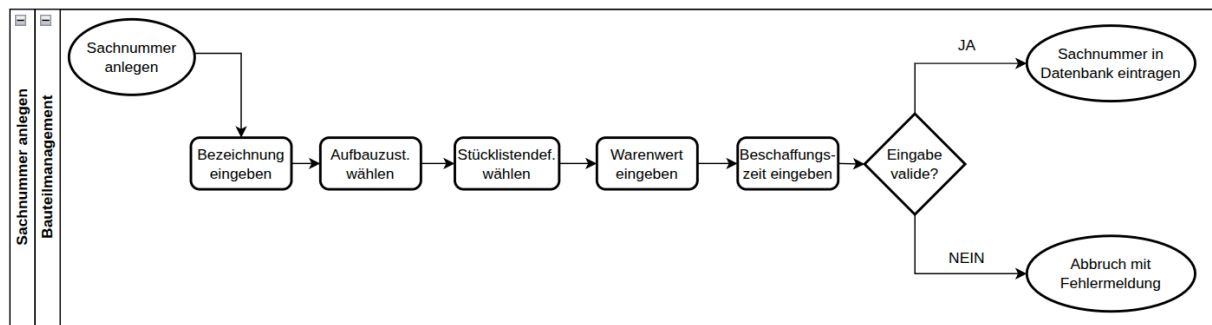 Sachnummer anlegen
Bauteilmanagement
Sachnummer
anlegen
Bezeichnung
eingeben
Aufbauzust.
wählen
Stücklistendef.
wählen
Warenwert
eingeben
Beschaffungs-
zeit eingeben
Eingabe
valide?
JA
Sachnummer in
Datenbank eintragen
NEIN
Abbruch mit
Fehlermeldung